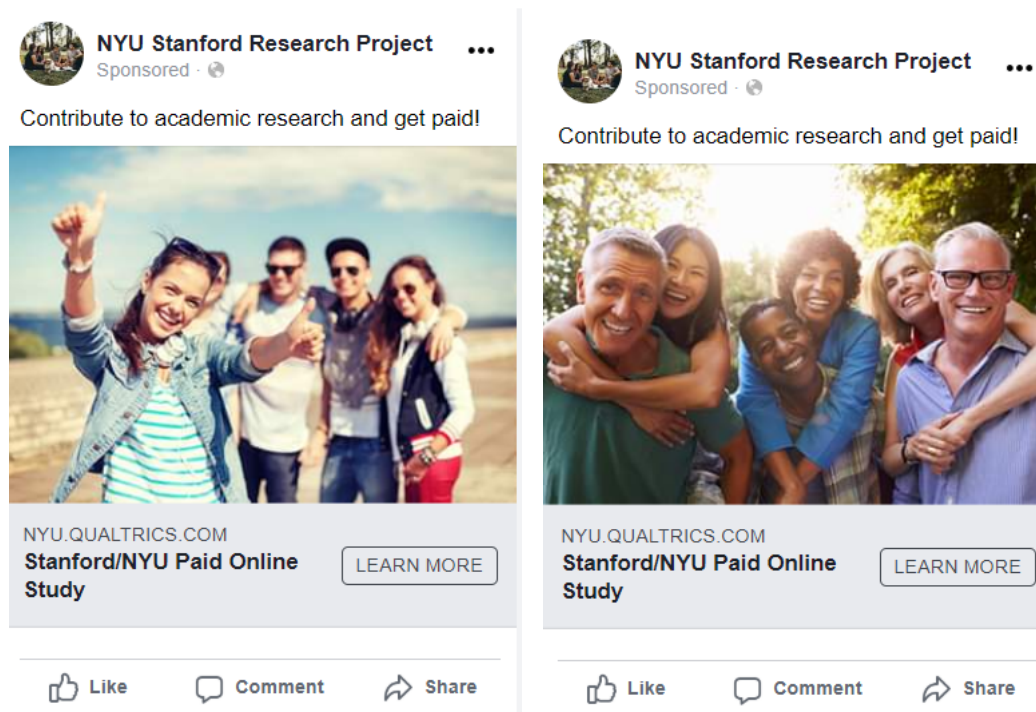 NYU Stanford Research Project
Sponsored ·
Contribute to academic research and get paid!
NYU.QUALTRICS.COM
Stanford/NYU Paid Online
Study
LEARN MORE
Like
Comment
Share
NYU Stanford Research Project
Sponsored ·
Contribute to academic research and get paid!
NYU.QUALTRICS.COM
Stanford/NYU Paid Online
Study
LEARN MORE
Like
Comment
Share